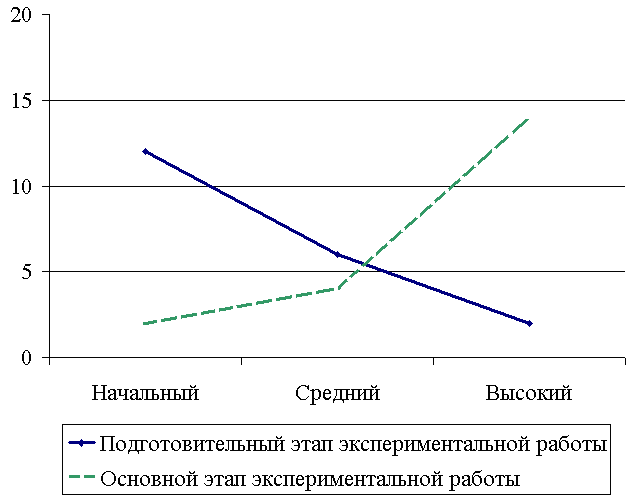 20
15
10
5
0
Начальный Средний Высокий
Подготовительный этап экспериментальной работы
Основной этап экспериментальной работы